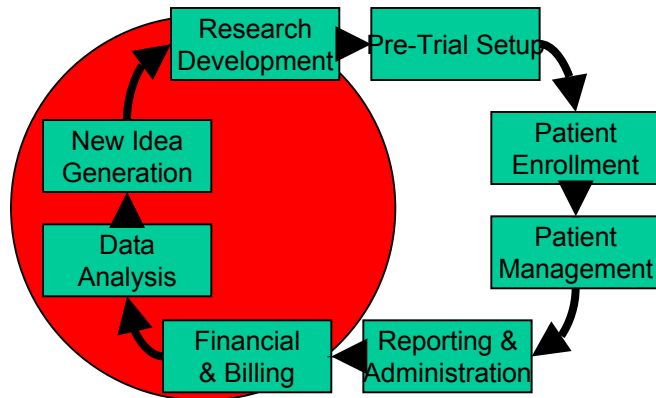 Research
Development
Pre-Trial Setup
Patient
Enrollment
Patient
Management
Reporting &
Administration
Financial
& Billing
Data
Analysis
New Idea
Generation